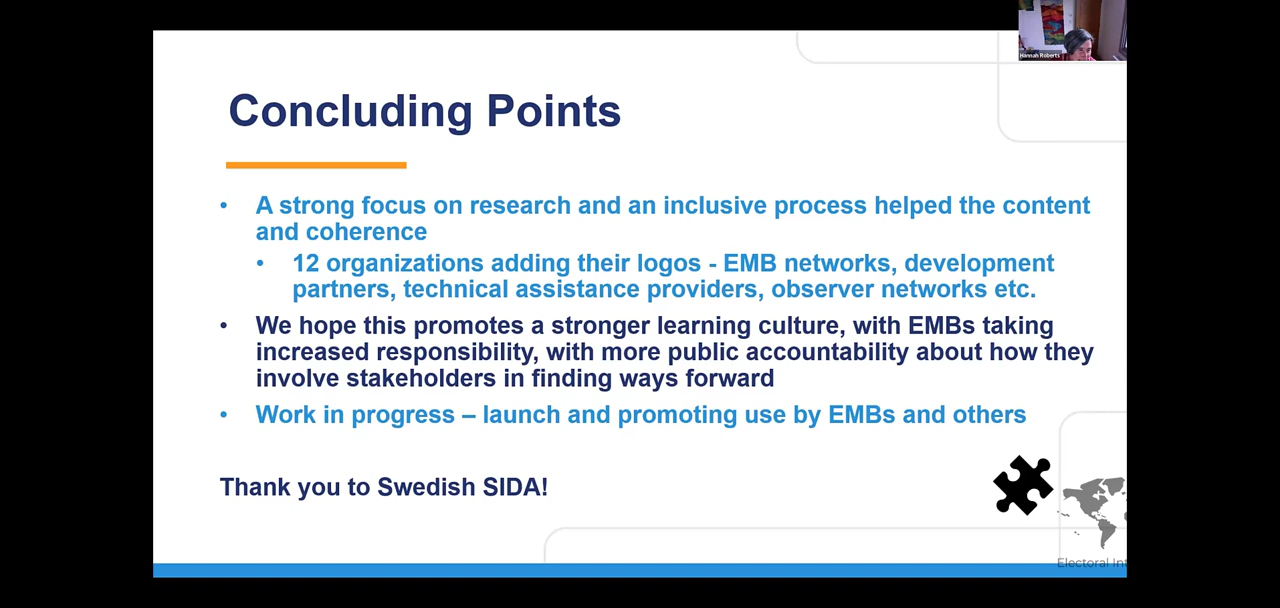 Hannah Roberts
Concluding Points
• A strong focus on research and an inclusive process helped the content
and coherence
• 12 organizations adding their logos - EMB networks, development
partners, technical assistance providers, observer networks etc.
• We hope this promotes a stronger learning culture, with EMBs taking
increased responsibility, with more public accountability about how they
involve stakeholders in finding ways forward
• Work in progress – launch and promoting use by EMBs and others
Thank you to Swedish SIDA!
Electoral Int